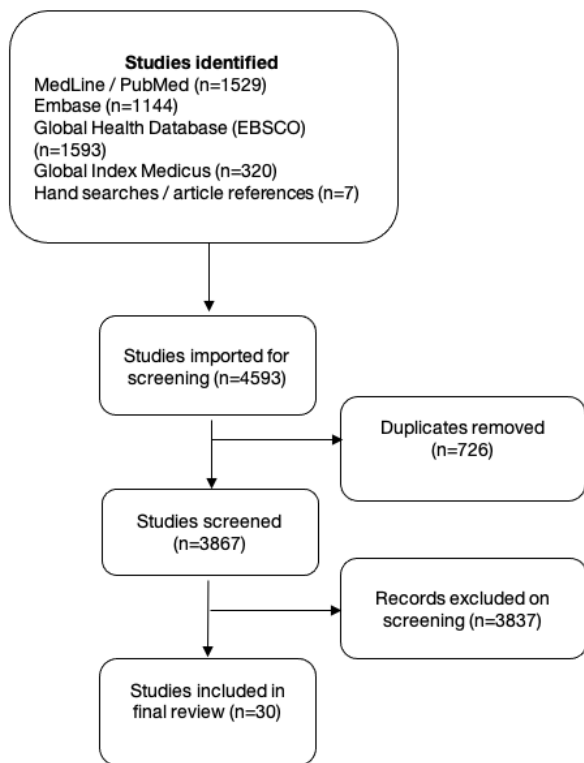 Studies identified
MedLine / PubMed (n=1529)
Embase (n=1144)
Global Health Database (EBSCO)
(n=1593)
Global Index Medicus (n=320)
Hand searches / article references (n=7)
Studies imported for
screening (n=4593)
Duplicates removed
(n=726)
Studies screened
(n=3867)
Records excluded on
screening (n=3837)
Studies included in
final review (n=30)